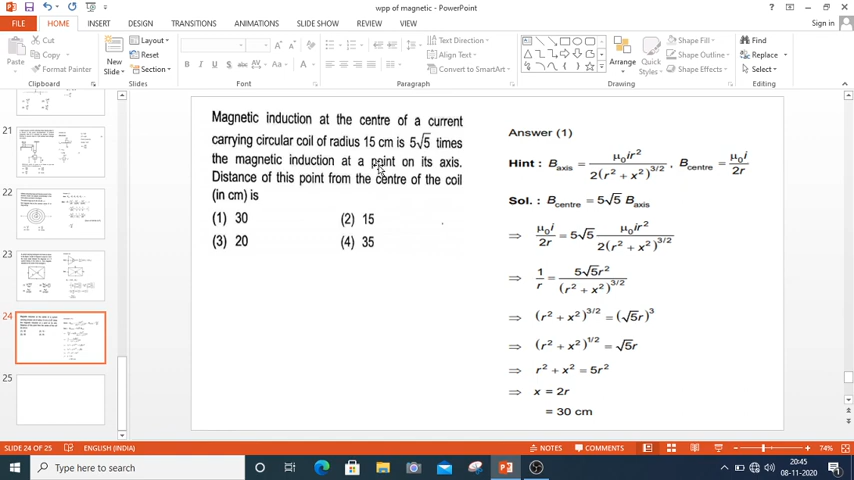 wpp of magnetic - PowerPoint
Sign in
FILE HOME INSERT DESIGN TRANSITIONS ANIMATIONS SLIDE SHOW REVIEW VIEW
Cut
Copy
Format Painter
Paste
Clipboard
New Slide
Layout
Reset
Section
Slides
B I U S
Font
Text Direction
Align Text
Convert to SmartArt
Paragraph
Arrange
Quick Styles
Shape Fill
Shape Outline
Shape Effects
Drawing
Find
Replace
Select
Editing
21
22
23
24
25
Magnetic induction at the centre of a current
carrying circular coil of radius 15 cm is 5√5 times
the magnetic induction at a point on its axis.
Distance of this point from the centre of the coil
(in cm) is
(1) 30 (2) 15
(3) 20 (4) 35
Answer (1)
Hint : B_axis = μ₀ir² / 2(r² + x²)^3/2 , B_centre = μ₀i / 2r
Sol. : B_centre = 5√5 B_axis
⇒ μ₀i / 2r = 5√5 μ₀ir² / 2(r² + x²)^3/2
⇒ 1 / r = 5√5r² / (r² + x²)^3/2
⇒ (r² + x²)^3/2 = (√5r)³
⇒ (r² + x²)^1/2 = √5r
⇒ r² + x² = 5r²
⇒ x = 2r
= 30 cm
SLIDE 24 OF 25 ENGLISH (INDIA) NOTES COMMENTS 74%
Type here to search
20:45
08-11-2020